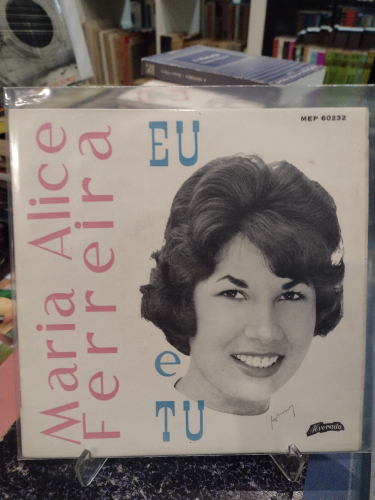 MEP 60232
Maria Alice
Ferreira
EU
e
TU
Alvorada